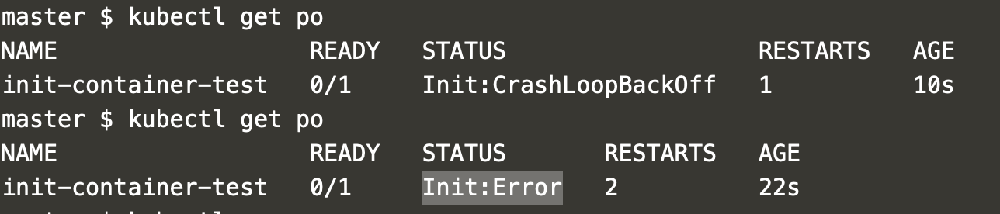 master $ kubectl get po
NAME READY STATUS RESTARTS AGE
init-container-test 0/1 Init:CrashLoopBackOff 1 10s
master $ kubectl get po
NAME READY STATUS RESTARTS AGE
init-container-test 0/1 Init:Error 2 22s